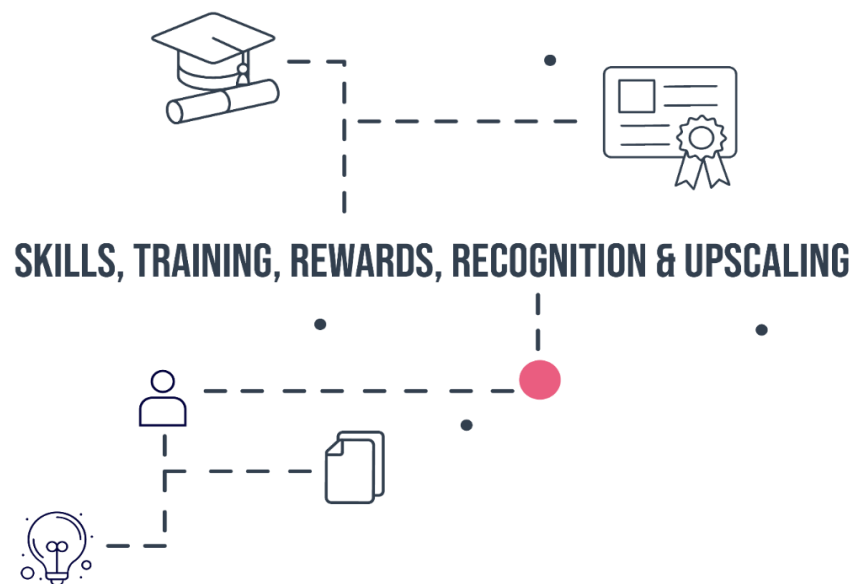 SKILLS, TRAINING, REWARDS, RECOGNITION & UPSCALING